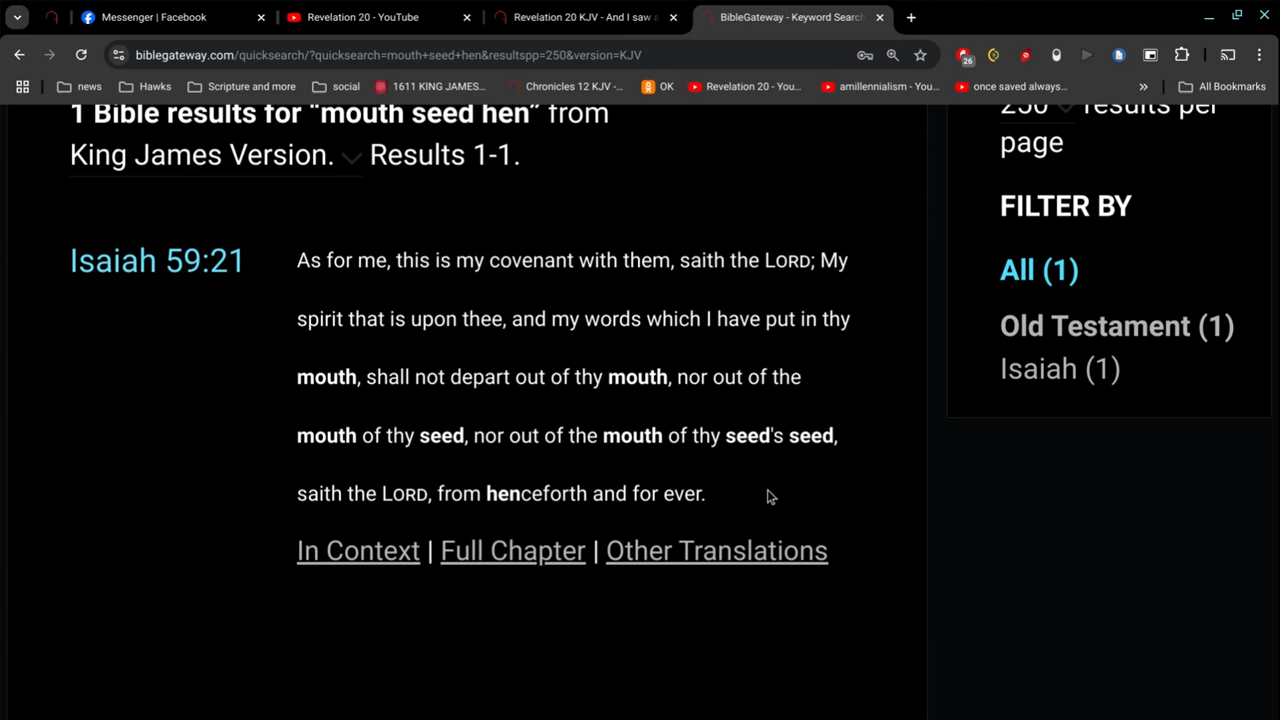 Messenger | Facebook
Revelation 20 - YouTube
Revelation 20 KJV - And I saw a
BibleGateway - Keyword Search
biblegateway.com/quicksearch/?quicksearch=mouth+seed+hen&resultspp=250&version=KJV
26
news
Hawks
Scripture and more
social
1611 KING JAMES...
Chronicles 12 KJV -...
OK
Revelation 20 - You...
amillennialism - You...
once saved always...
»
All Bookmarks
1 Bible results for “mouth seed hen” from
King James Version. Results 1-1.
250 results per
page
FILTER BY
All (1)
Old Testament (1)
Isaiah (1)
Isaiah 59:21
As for me, this is my covenant with them, saith the LORD; My
spirit that is upon thee, and my words which I have put in thy
mouth, shall not depart out of thy mouth, nor out of the
mouth of thy seed, nor out of the mouth of thy seed's seed,
saith the LORD, from henceforth and for ever.
In Context | Full Chapter | Other Translations